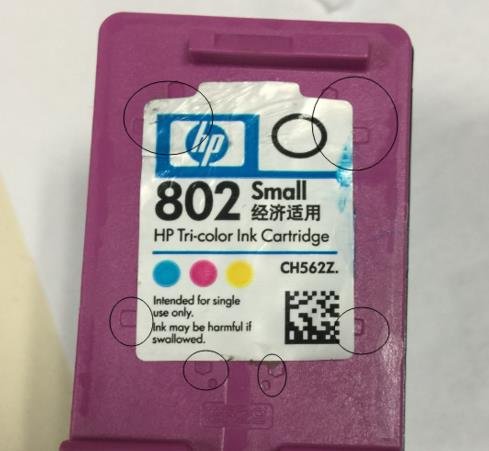 hp
802 Small
经济适用
HP Tri-color Ink Cartridge
CH562Z.
Intended for single
use only.
Ink may be harmful if
swallowed.